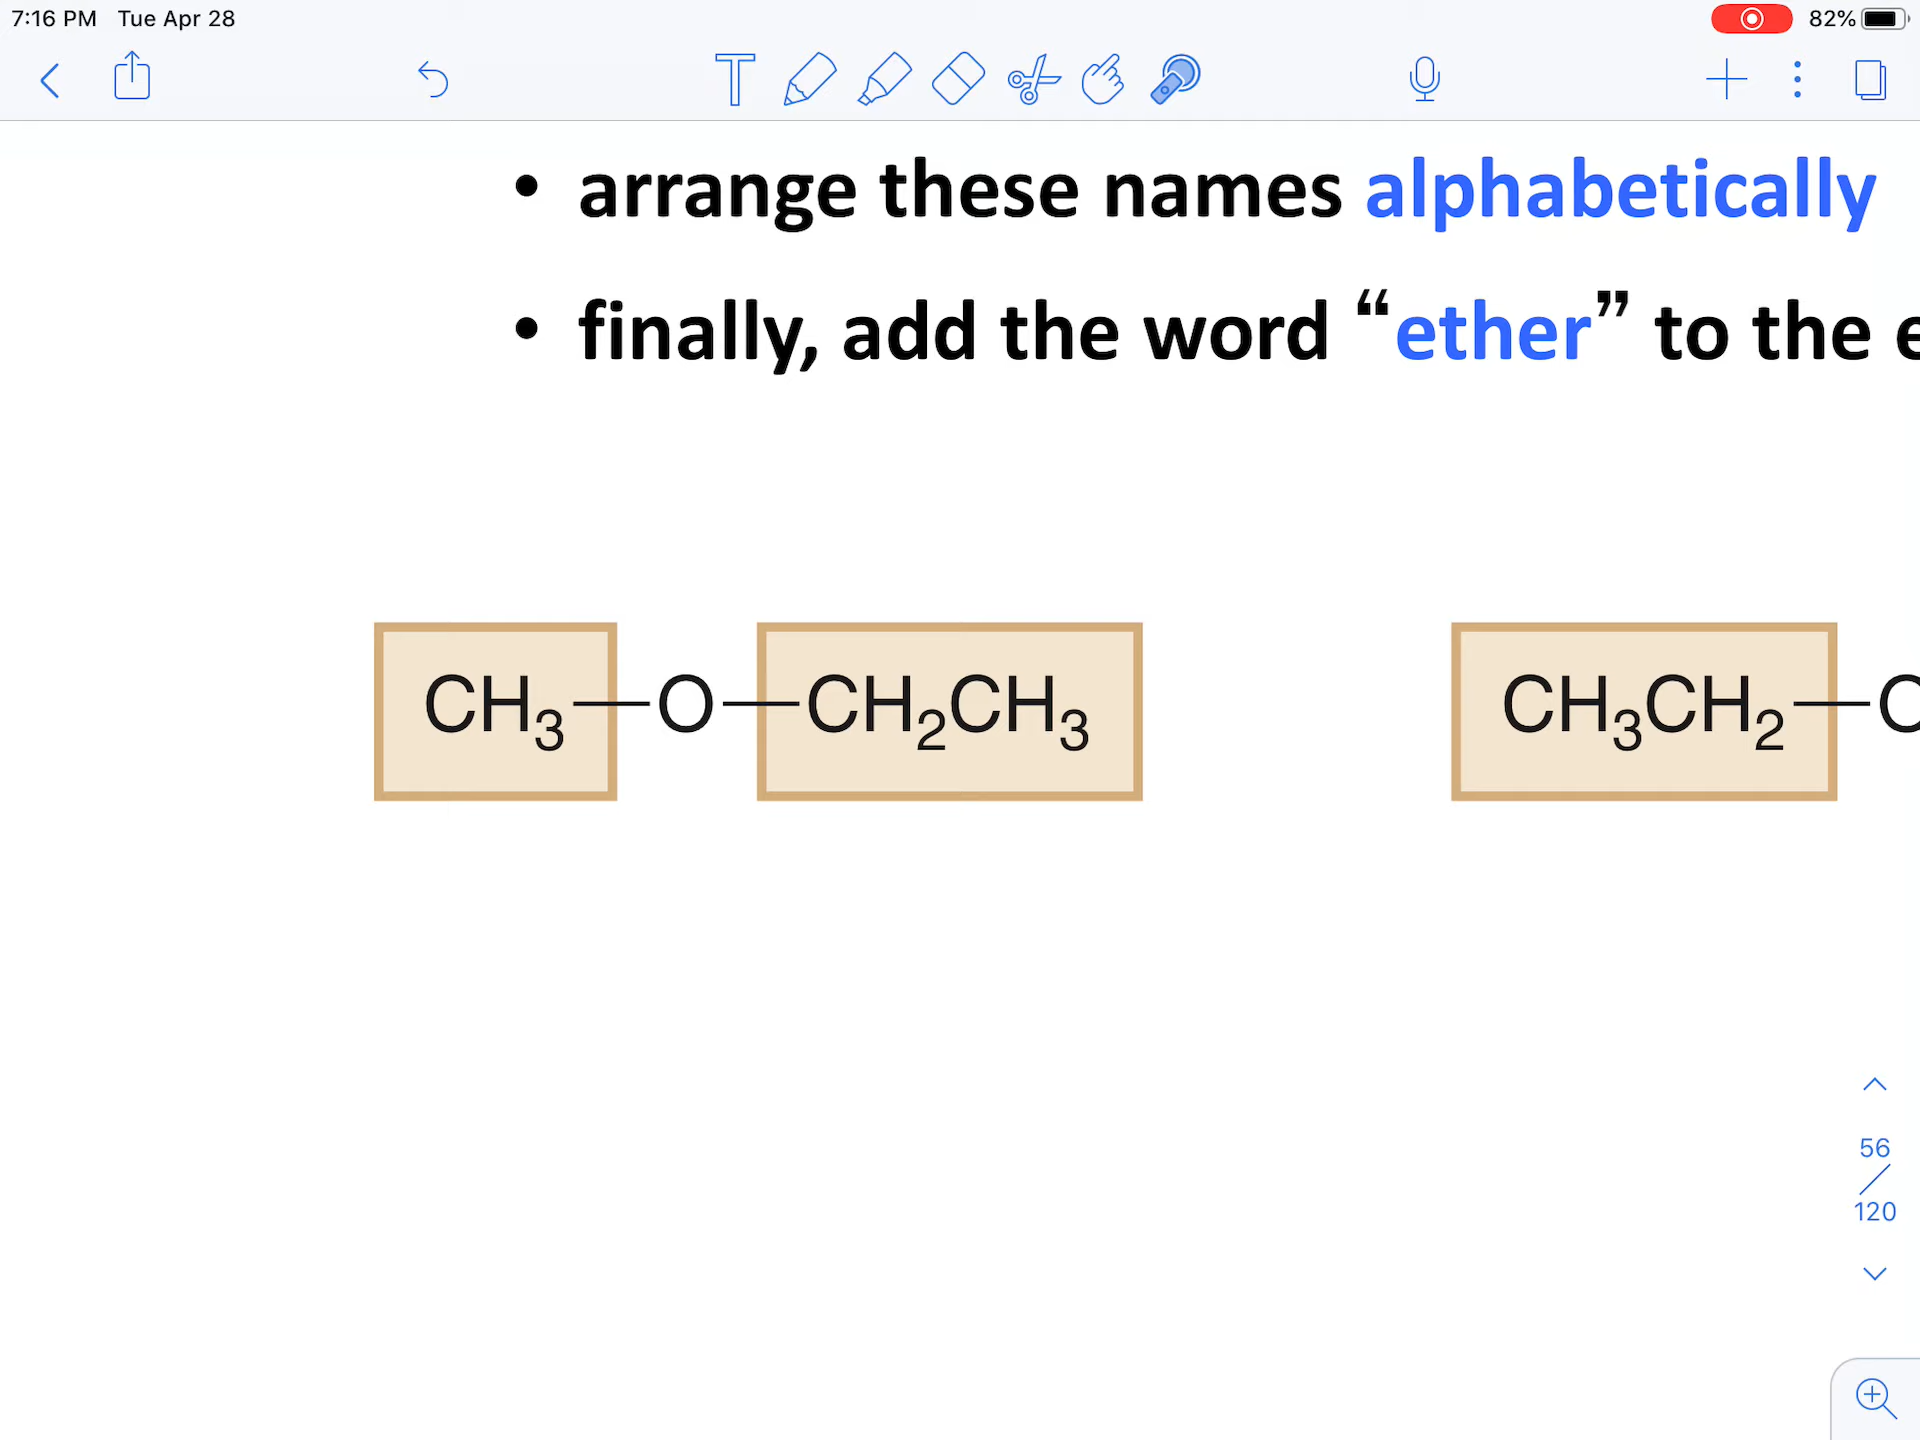 7:16 PM Tue Apr 28
82%
• arrange these names alphabetically
• finally, add the word “ether” to the
CH₃—O—CH₂CH₃
CH₃CH₂—O
56
120